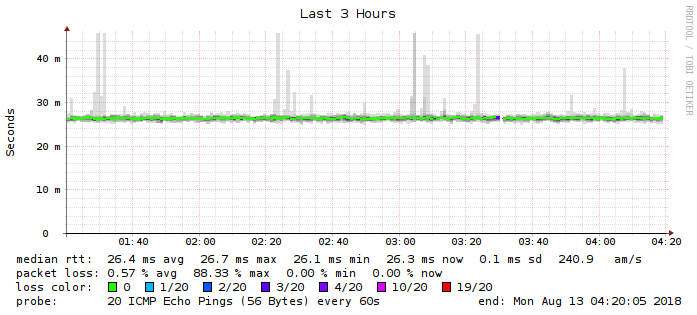 Last 3 Hours
RRDTOOL / TOBI OETIKER
Seconds
40 m
30 m
20 m
10 m
0
01:40 02:00 02:20 02:40 03:00 03:20 03:40 04:00 04:20
median rtt: 26.4 ms avg 26.7 ms max 26.1 ms min 26.3 ms now 0.1 ms sd 240.9 am/s
packet loss: 0.57 % avg 88.33 % max 0.00 % min 0.00 % now
loss color: 0 1/20 2/20 3/20 4/20 10/20 19/20
probe: 20 ICMP Echo Pings (56 Bytes) every 60s end: Mon Aug 13 04:20:05 2018